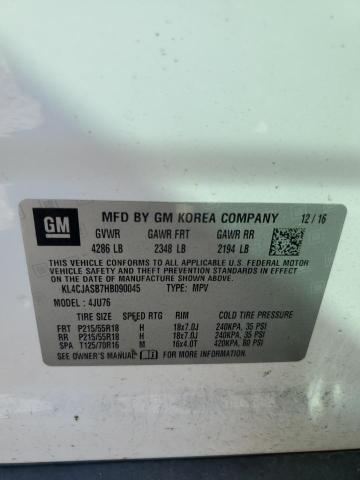 GM
MFD BY GM KOREA COMPANY 12/16
GVWR GAWR FRT GAWR RR
4286 LB 2348 LB 2194 LB
THIS VEHICLE CONFORMS TO ALL APPLICABLE U.S. FEDERAL MOTOR
VEHICLE SAFETY, BUMPER, AND THEFT PREVENTION STANDARDS IN
EFFECT ON THE DATE OF MANUFACTURE SHOWN ABOVE.
KL4CJASB7HB090045 TYPE: MPV
MODEL: 4JU76
TIRE SIZE SPEED RTG RIM COLD TIRE PRESSURE
FRT P215/55R18 H 18x7.0J 240KPA, 35 PSI
RR P215/55R18 H 18x7.0J 240KPA, 35 PSI
SPA T125/70R16 M 16x4.0T 420KPA, 60 PSI
SEE OWNER'S MANUAL FOR ADDITIONAL INFORMATION.